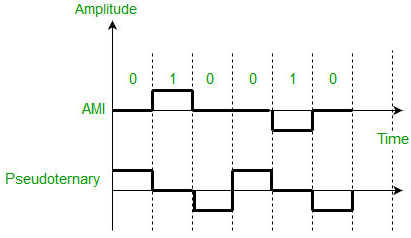 Amplitude
0 1 0 0 1 0
AMI
Time
Pseudoternary